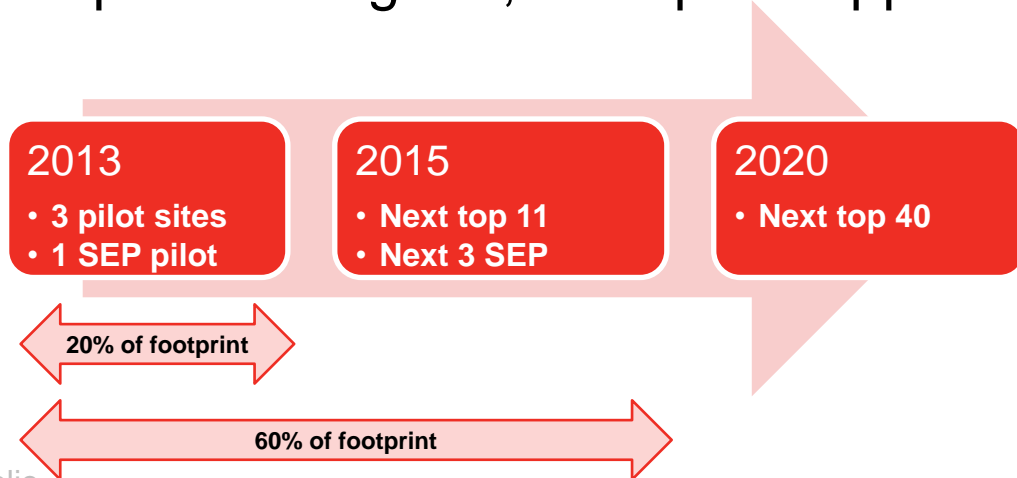 2013
• 3 pilot sites
• 1 SEP pilot
2015
• Next top 11
• Next 3 SEP
2020
• Next top 40
20% of footprint
60% of footprint